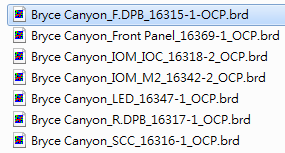 Bryce Canyon_F.DPB_16315-1-OCP.brd
Bryce Canyon_Front Panel_16369-1_OCP.brd
Bryce Canyon_IOM_IOC_16318-2_OCP.brd
Bryce Canyon_IOM_M2_16342-2_OCP.brd
Bryce Canyon_LED_16347-1_OCP.brd
Bryce Canyon_R.DPB_16317-1_OCP.brd
Bryce Canyon_SCC_16316-1_OCP.brd